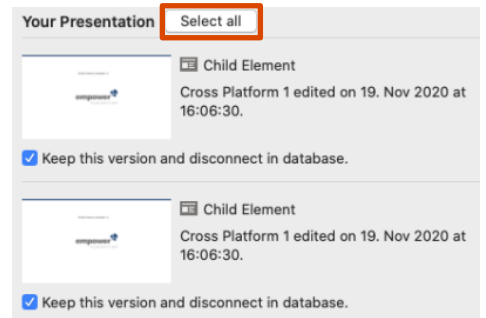 Your Presentation Select all
Child Element
Cross Platform 1 edited on 19. Nov 2020 at
16:06:30.
empower
Keep this version and disconnect in database.
Child Element
Cross Platform 1 edited on 19. Nov 2020 at
16:06:30.
empower
Keep this version and disconnect in database.